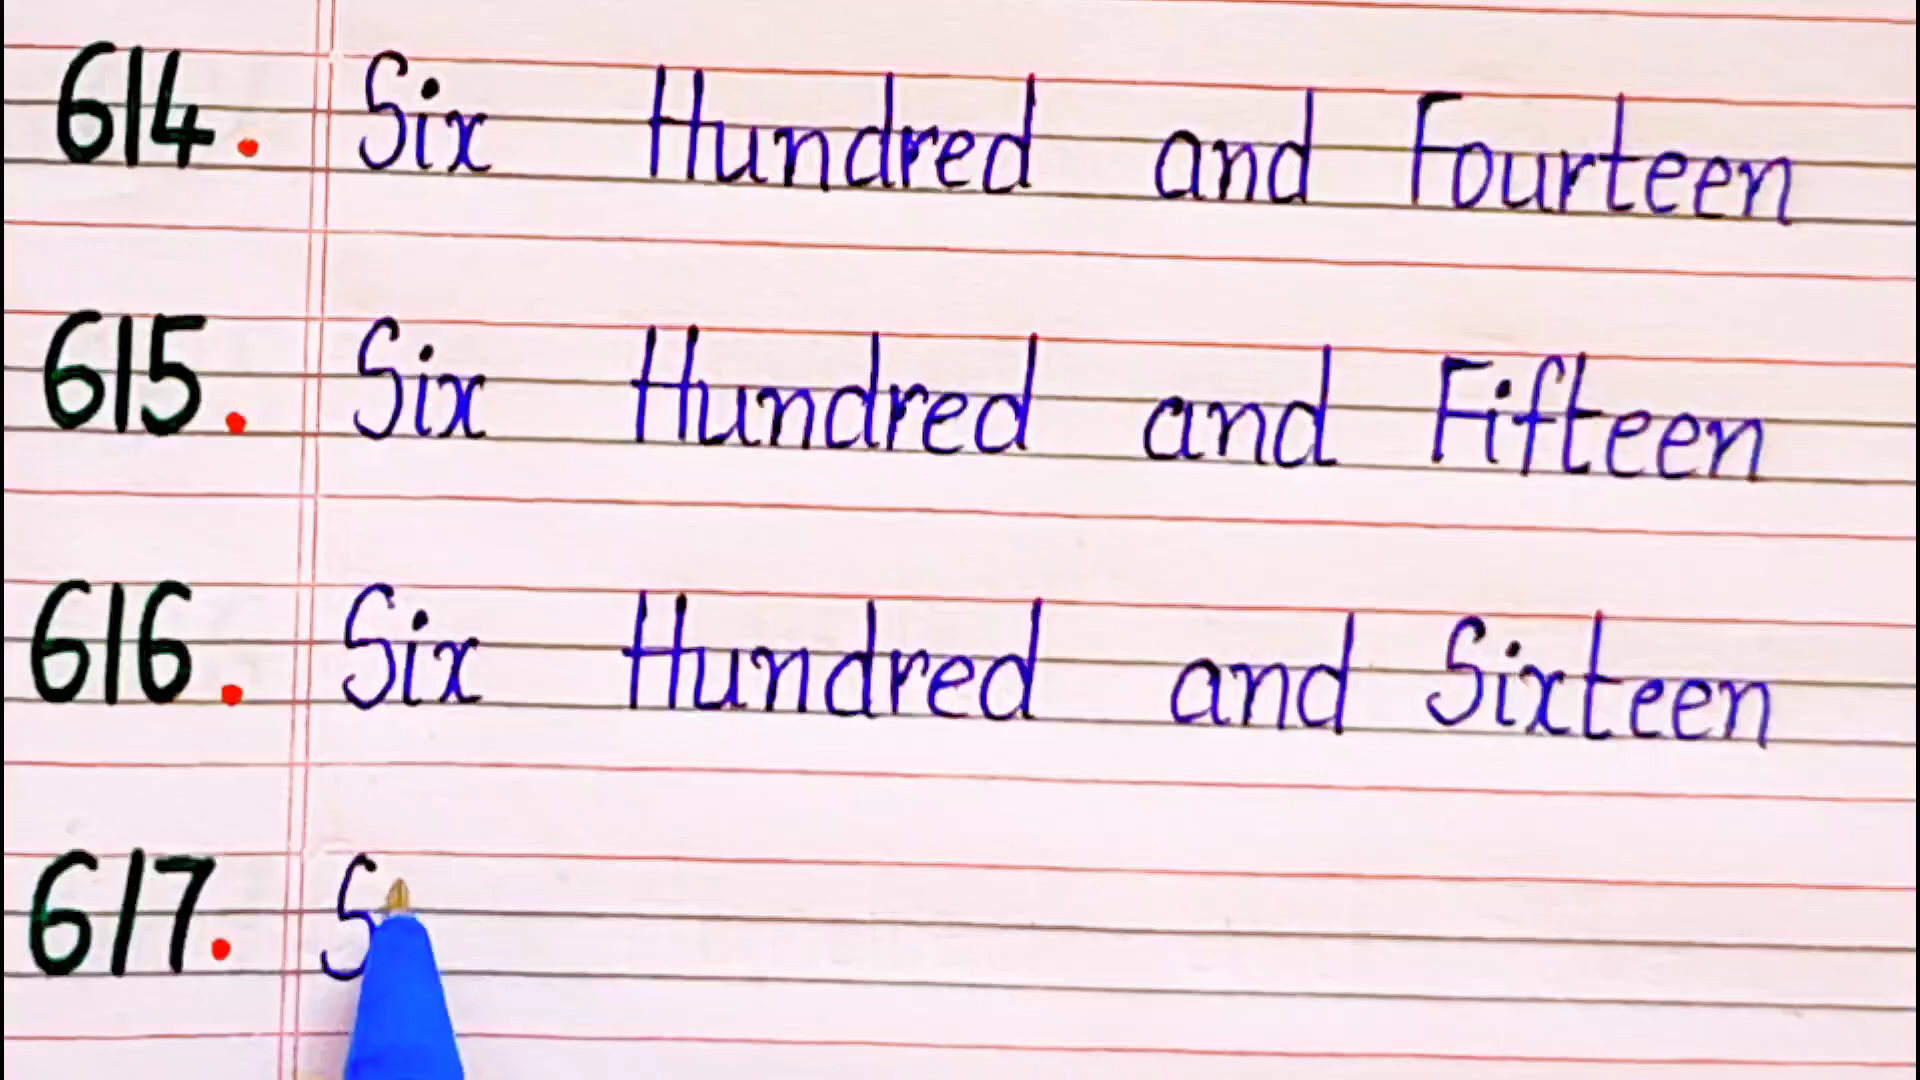 614. Six Hundred and Fourteen
615. Six Hundred and Fifteen
616. Six Hundred and Sixteen
617. S